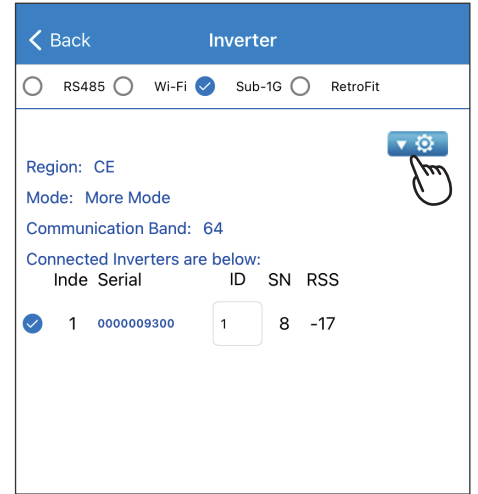 Back Inverter
RS485 Wi-Fi Sub-1G RetroFit
Region: CE
Mode: More Mode
Communication Band: 64
Connected Inverters are below:
Inde Serial ID SN RSS
1 0000009300 1 8 -17